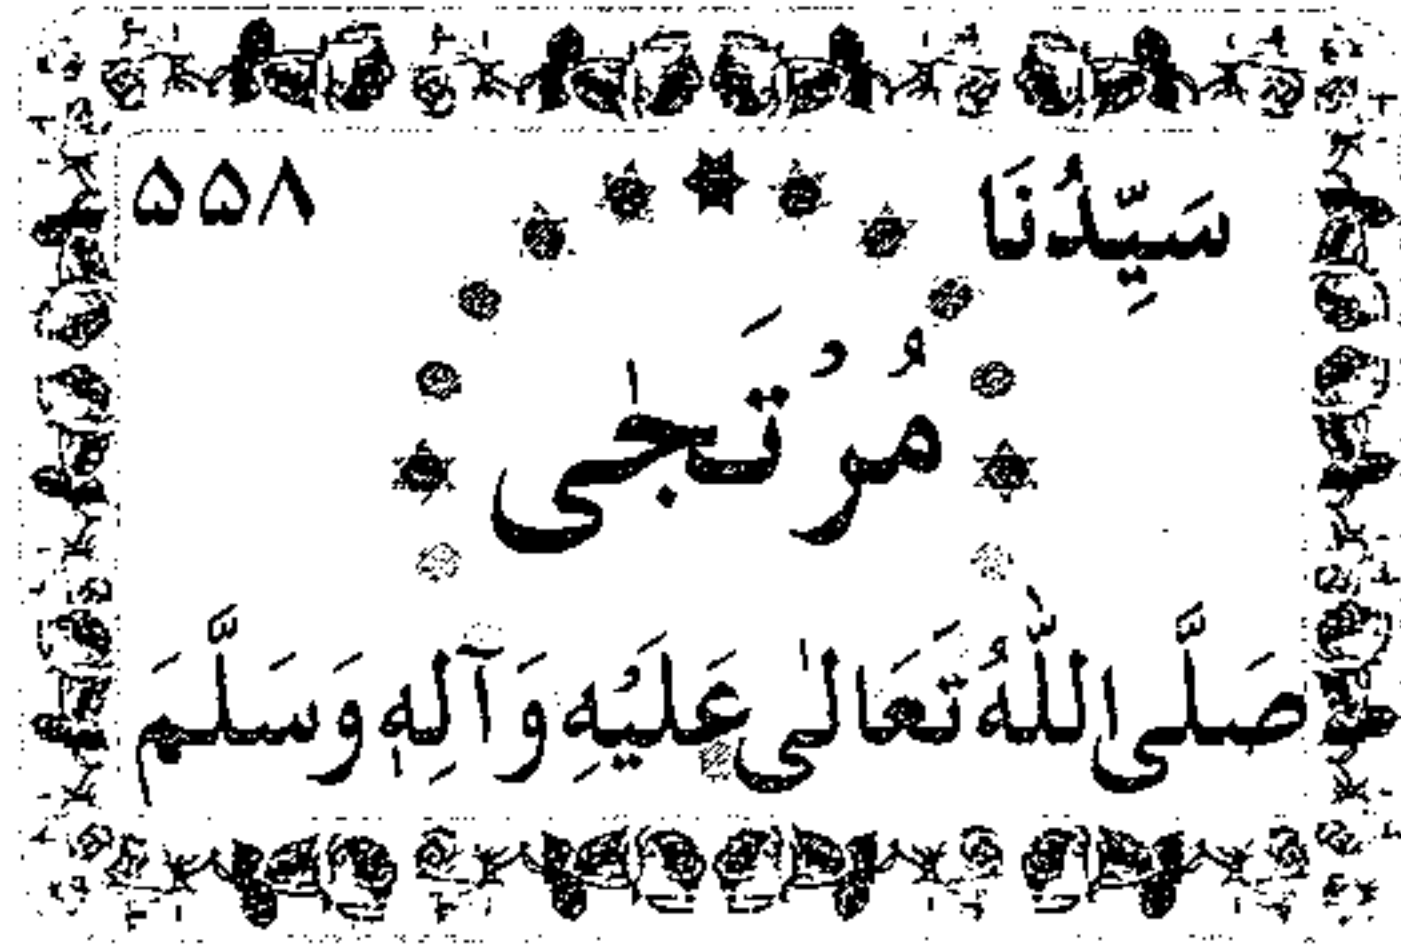 سَيِّدُنَا ۵۵۸
مُرْتَجٰى
صَلَّى اللّٰهُ تَعَالٰى عَلَيْهِ وَآلِهٖ وَسَلَّمَ